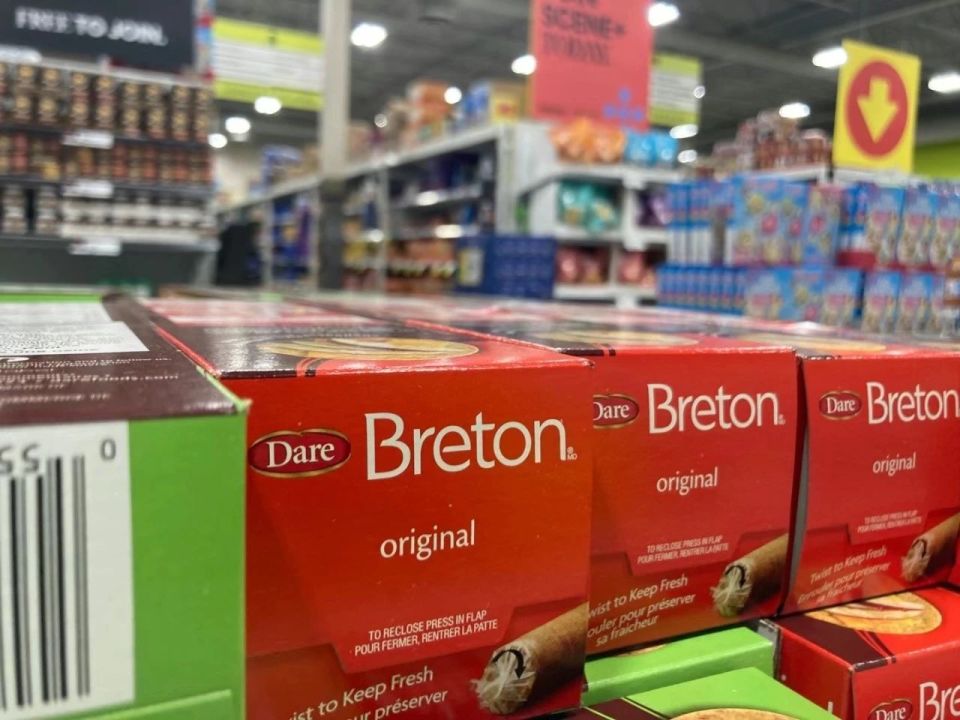 FREE TO JOIN.
SCENE+
0
55
Dare Breton MD
original
TO RECLOSE PRESS IN FLAP
POUR FERMER, RENTRER LA PATTE
ist to Keep Fresh
ur préserver
Dare Breton
original
TO RECLOSE PRESS IN FLAP
POUR FERMER, RENTRER LA PATTE
wist to Keep Fresh
ouler pour préserver
sa fraîcheur
Dare Breton
original
TO RECLOSE PRESS IN FLAP
POUR FERMER, RENTRER LA PATTE
Twist to Keep Fresh
Enrouler pour préserver
sa fraîcheur
Dare Bre